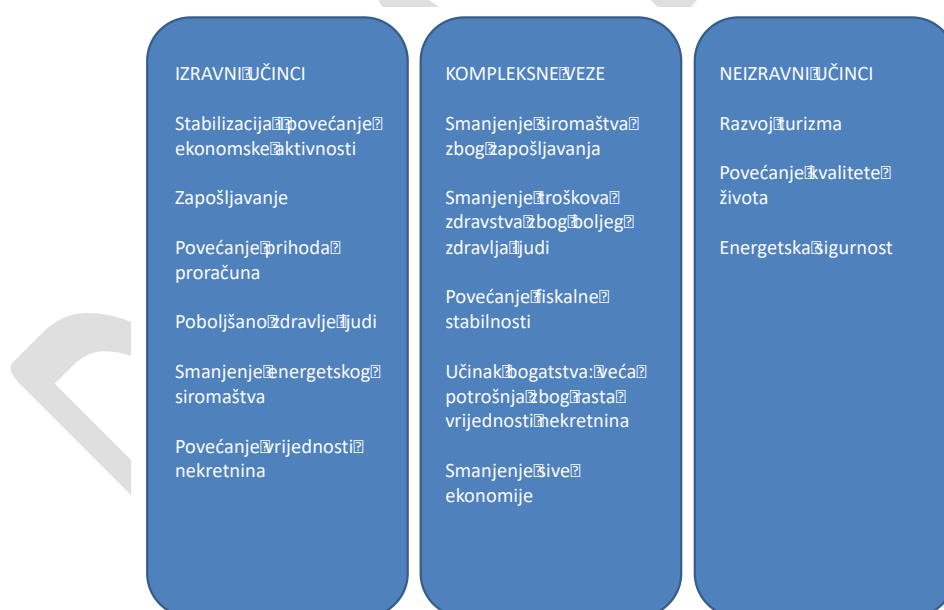 IZRAVNI UČINCI
Stabilizacija i povećanje
ekonomske aktivnosti
Zapošljavanje
Povećanje prihoda
proračuna
Poboljšano zdravlje ljudi
Smanjenje energetskog
siromaštva
Povećanje vrijednosti
nekretnina
KOMPLEKSNE VEZE
Smanjenje siromaštva
zbog zapošljavanja
Smanjenje troškova
zdravstva zbog boljeg
zdravlja ljudi
Povećanje fiskalne
stabilnosti
Učinak bogatstva: veća
potrošnja zbog rasta
vrijednosti nekretnina
Smanjenje sive
ekonomije
NEIZRAVNI UČINCI
Razvoj turizma
Povećanje kvalitete
života
Energetska sigurnost